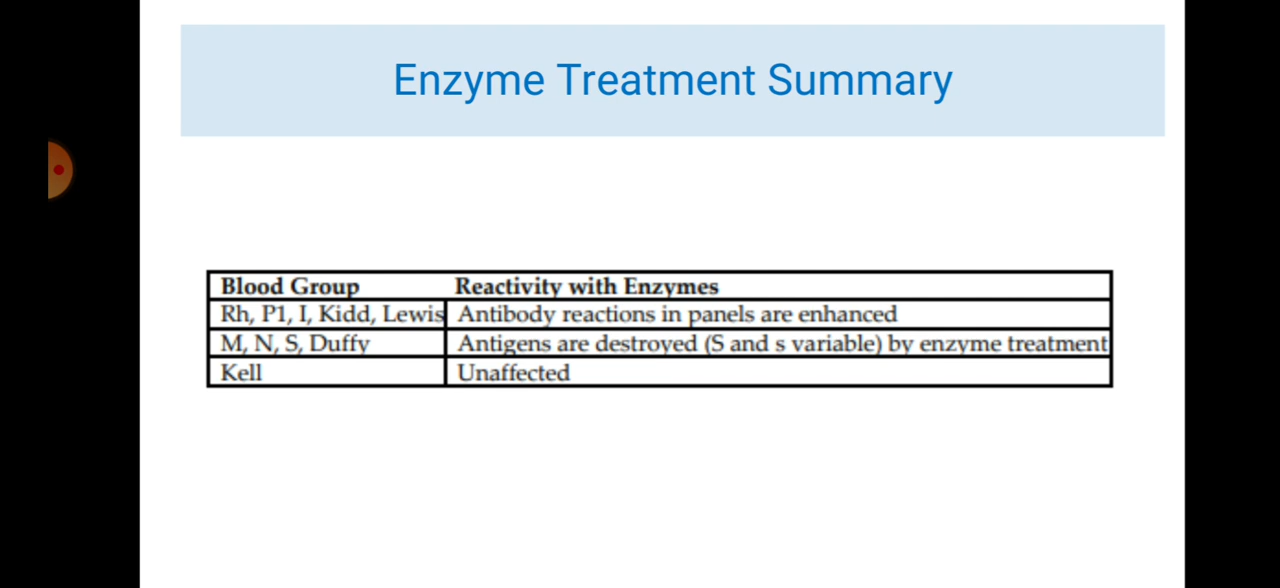 Enzyme Treatment Summary
Blood Group Reactivity with Enzymes
Rh, P1, I, Kidd, Lewis Antibody reactions in panels are enhanced
M, N, S, Duffy Antigens are destroyed (S and s variable) by enzyme treatment
Kell Unaffected